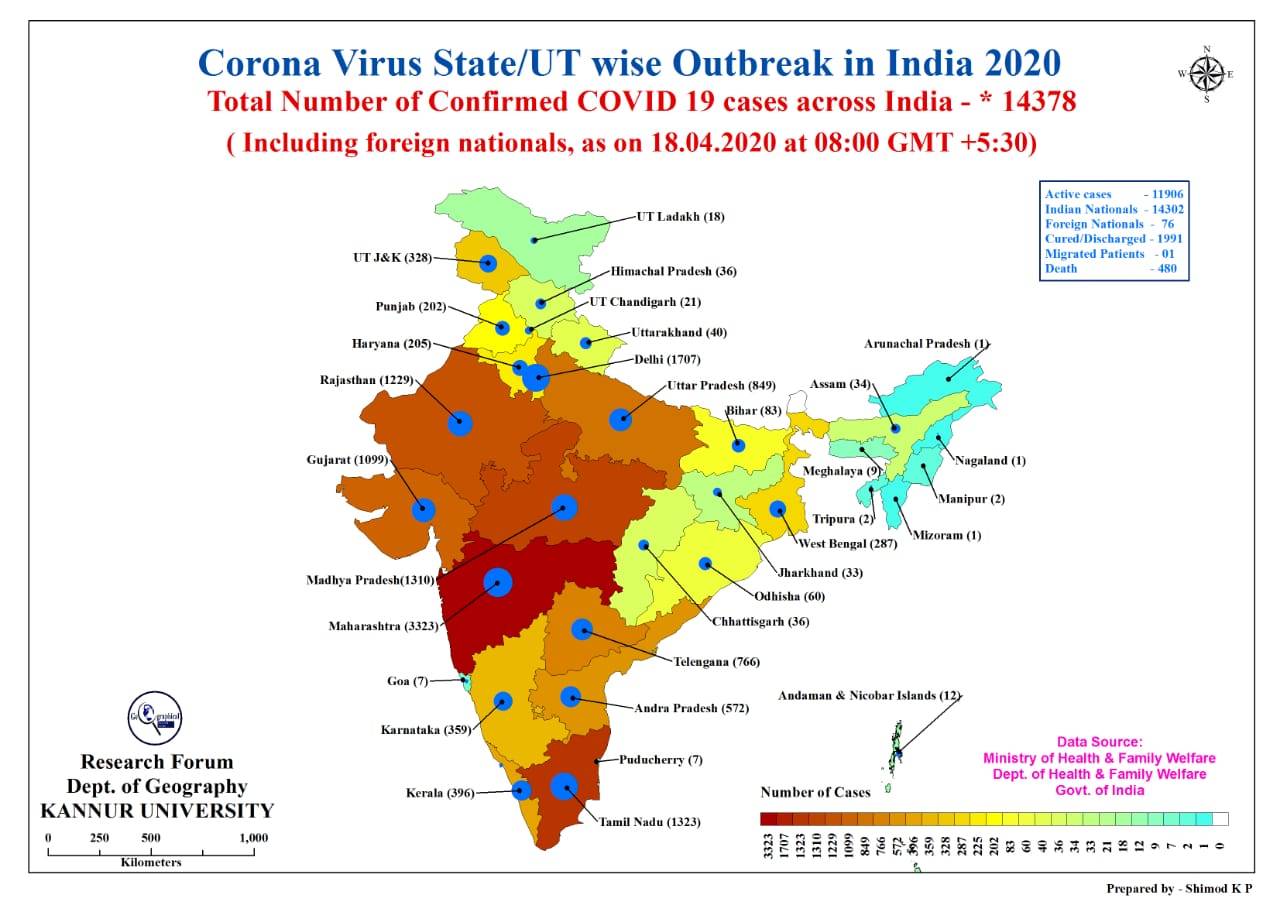 Corona Virus State/UT wise Outbreak in India 2020
Total Number of Confirmed COVID 19 cases across India - * 14378
( Including foreign nationals, as on 18.04.2020 at 08:00 GMT +5:30)
N
W E
S
Active cases - 11906
Indian Nationals - 14302
Foreign Nationals - 76
Cured/Discharged - 1991
Migrated Patients - 01
Death - 480
UT Ladakh (18)
UT J&K (328)
Himachal Pradesh (36)
UT Chandigarh (21)
Punjab (202)
Uttarakhand (40)
Haryana (205)
Delhi (1707)
Arunachal Pradesh (1)
Rajasthan (1229)
Uttar Pradesh (849)
Assam (34)
Bihar (83)
Gujarat (1099)
Meghalaya (9)
Nagaland (1)
Manipur (2)
Tripura (2)
Mizoram (1)
West Bengal (287)
Madhya Pradesh(1310)
Jharkhand (33)
Odhisha (60)
Maharashtra (3323)
Chhattisgarh (36)
Telengana (766)
Goa (7)
Andaman & Nicobar Islands (12)
Andra Pradesh (572)
Karnataka (359)
Puducherry (7)
Kerala (396)
Tamil Nadu (1323)
Research Forum
Dept. of Geography
KANNUR UNIVERSITY
0 250 500 1,000
Kilometers
Data Source:
Ministry of Health & Family Welfare
Dept. of Health & Family Welfare
Govt. of India
Number of Cases
3323 1707 1323 1310 1229 1099 849 766 572 396 359 328 287 225 202 83 60 40 36 34 33 21 18 12 9 7 2 1 0
Prepared by - Shimod K P